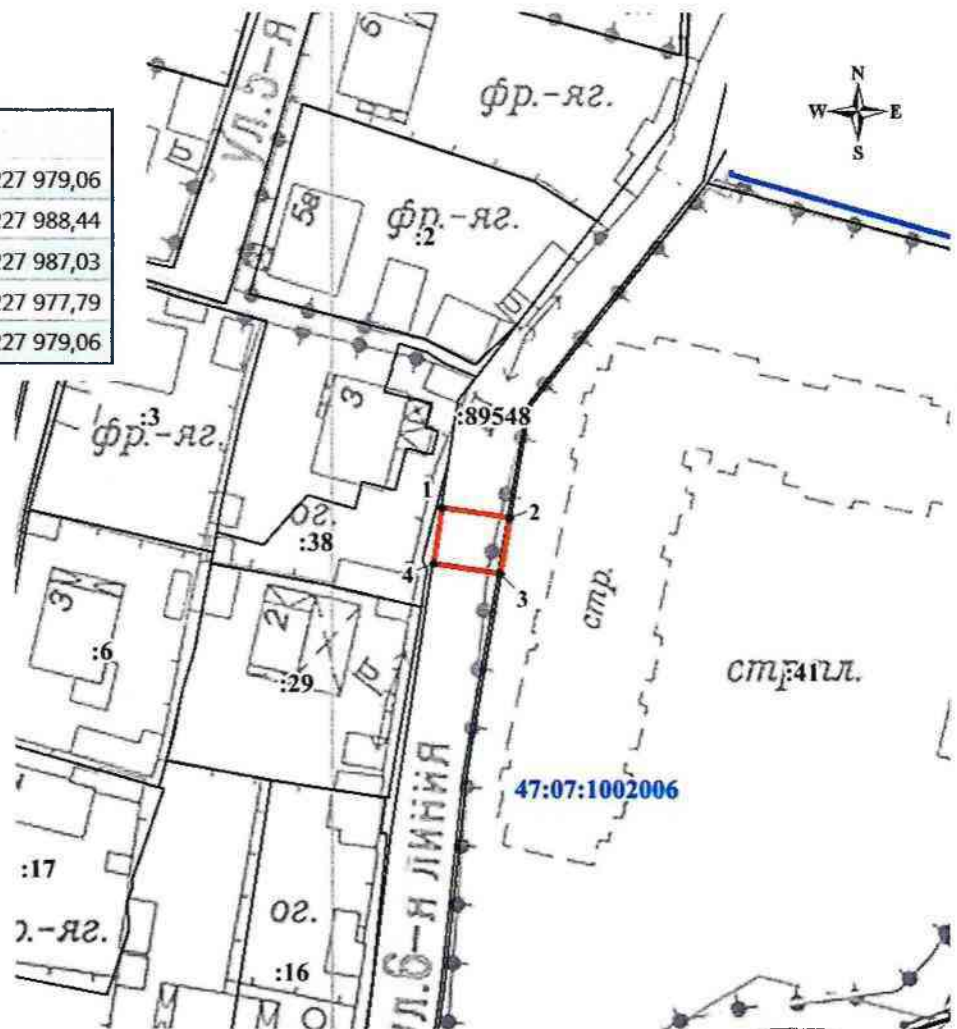 фр.-яг.
N
W E
S
227 979,06
227 988,44
227 987,03
227 977,79
227 979,06
6
5а
фр.-яг.
:2
:3
фр.-яг.
3
:89548
1
2
ог.
:38
4
3
стр.
3
:6
2
:29
стр.пл.
:41
47:07:1002006
:17
ог.
:16
ул.6-я линия